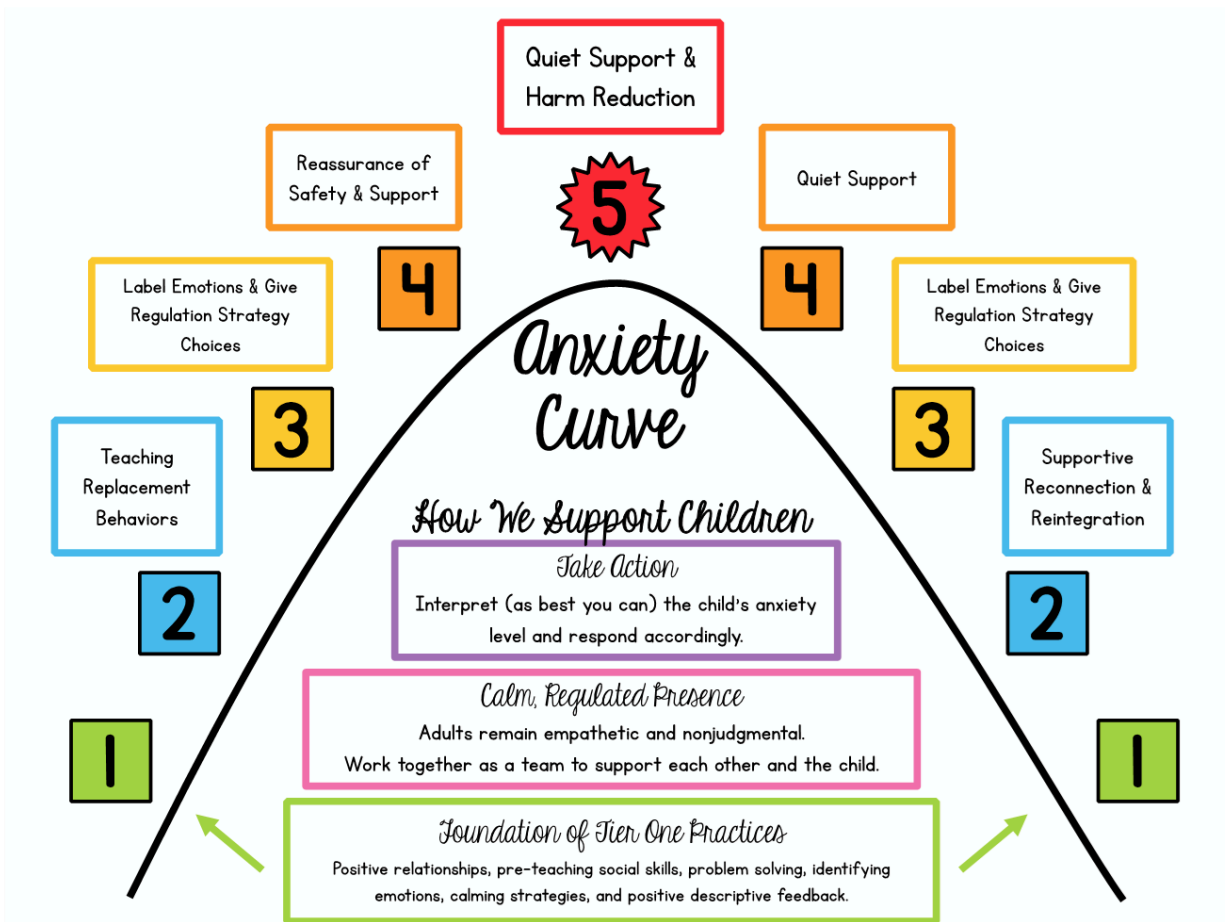 Quiet Support &
Harm Reduction
5
Reassurance of
Safety & Support
4
Quiet Support
4
Label Emotions & Give
Regulation Strategy
Choices
3
Label Emotions & Give
Regulation Strategy
Choices
3
Teaching
Replacement
Behaviors
2
Supportive
Reconnection &
Reintegration
2
1
1
Anxiety
Curve
How We Support Children
Take Action
Interpret (as best you can) the child's anxiety
level and respond accordingly.
Calm, Regulated Presence
Adults remain empathetic and nonjudgmental.
Work together as a team to support each other and the child.
Foundation of Tier One Practices
Positive relationships, pre-teaching social skills, problem solving, identifying
emotions, calming strategies, and positive descriptive feedback.